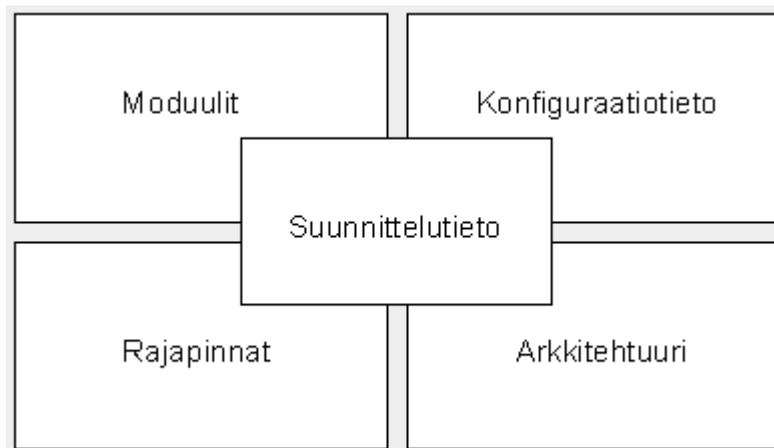 Moduulit
Konfiguraatiotieto
Suunnittelutieto
Rajapinnat
Arkkitehtuuri